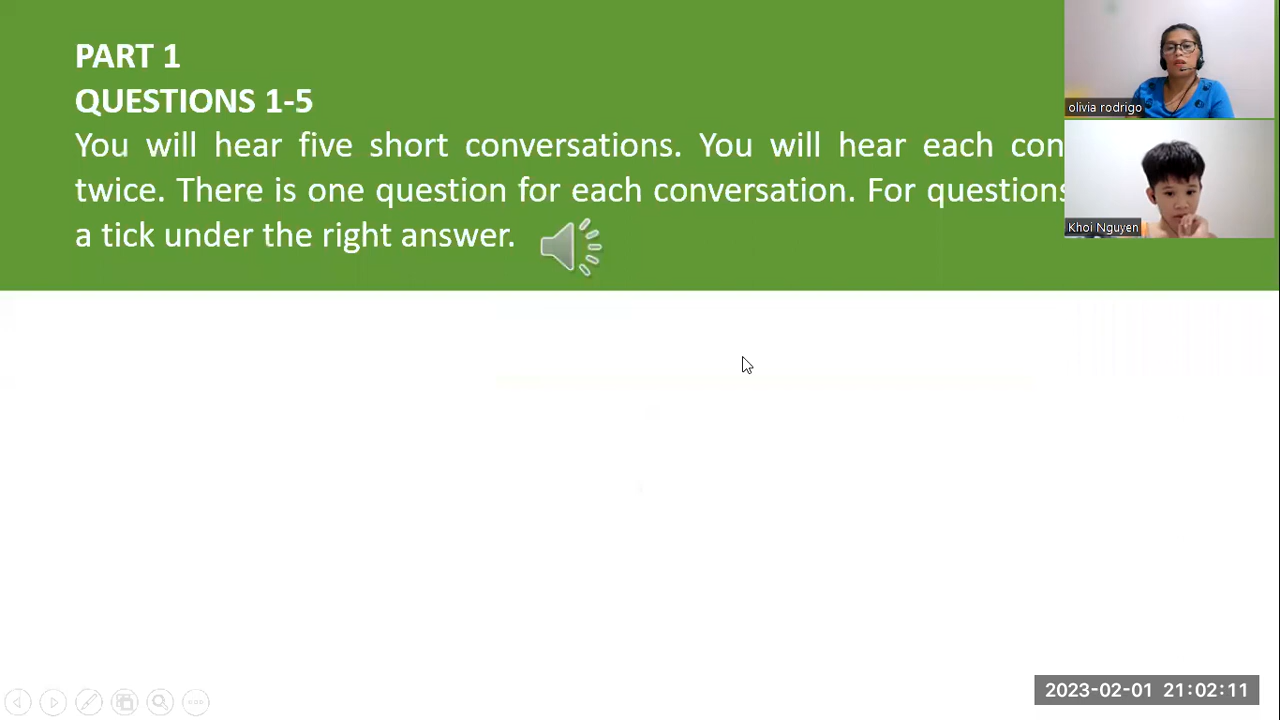 PART 1
QUESTIONS 1-5
You will hear five short conversations. You will hear each con
twice. There is one question for each conversation. For questions
a tick under the right answer.
olivia rodrigo
Khoi Nguyen
2023-02-01 21:02:11